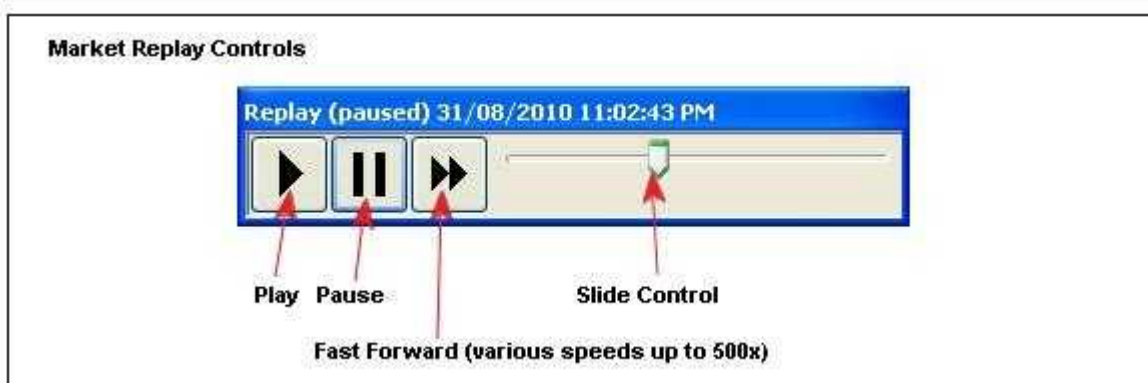 Market Replay Controls
Replay (paused) 31/08/2010 11:02:43 PM
Play Pause Slide Control
Fast Forward (various speeds up to 500x)